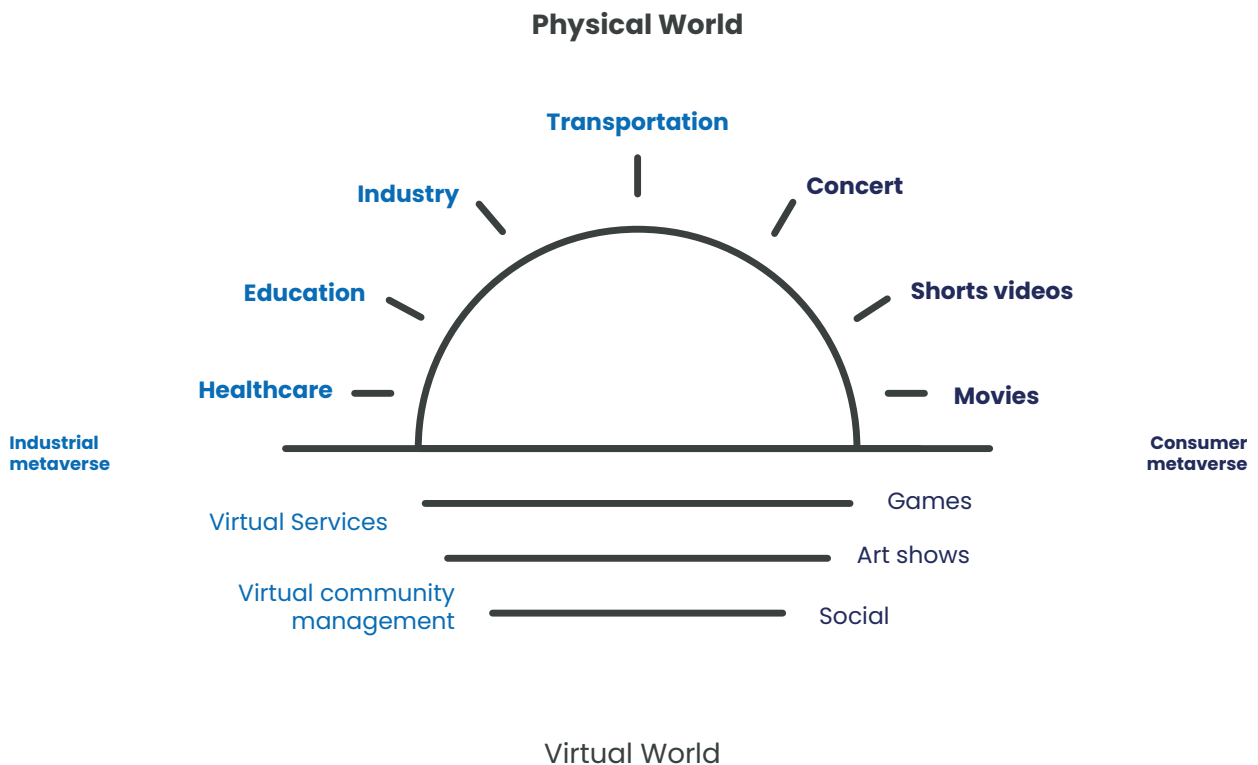 Physical World
Transportation
Industry
Concert
Education
Shorts videos
Healthcare
Movies
Industrial
metaverse
Consumer
metaverse
Virtual Services
Games
Art shows
Virtual community
management
Social
Virtual World